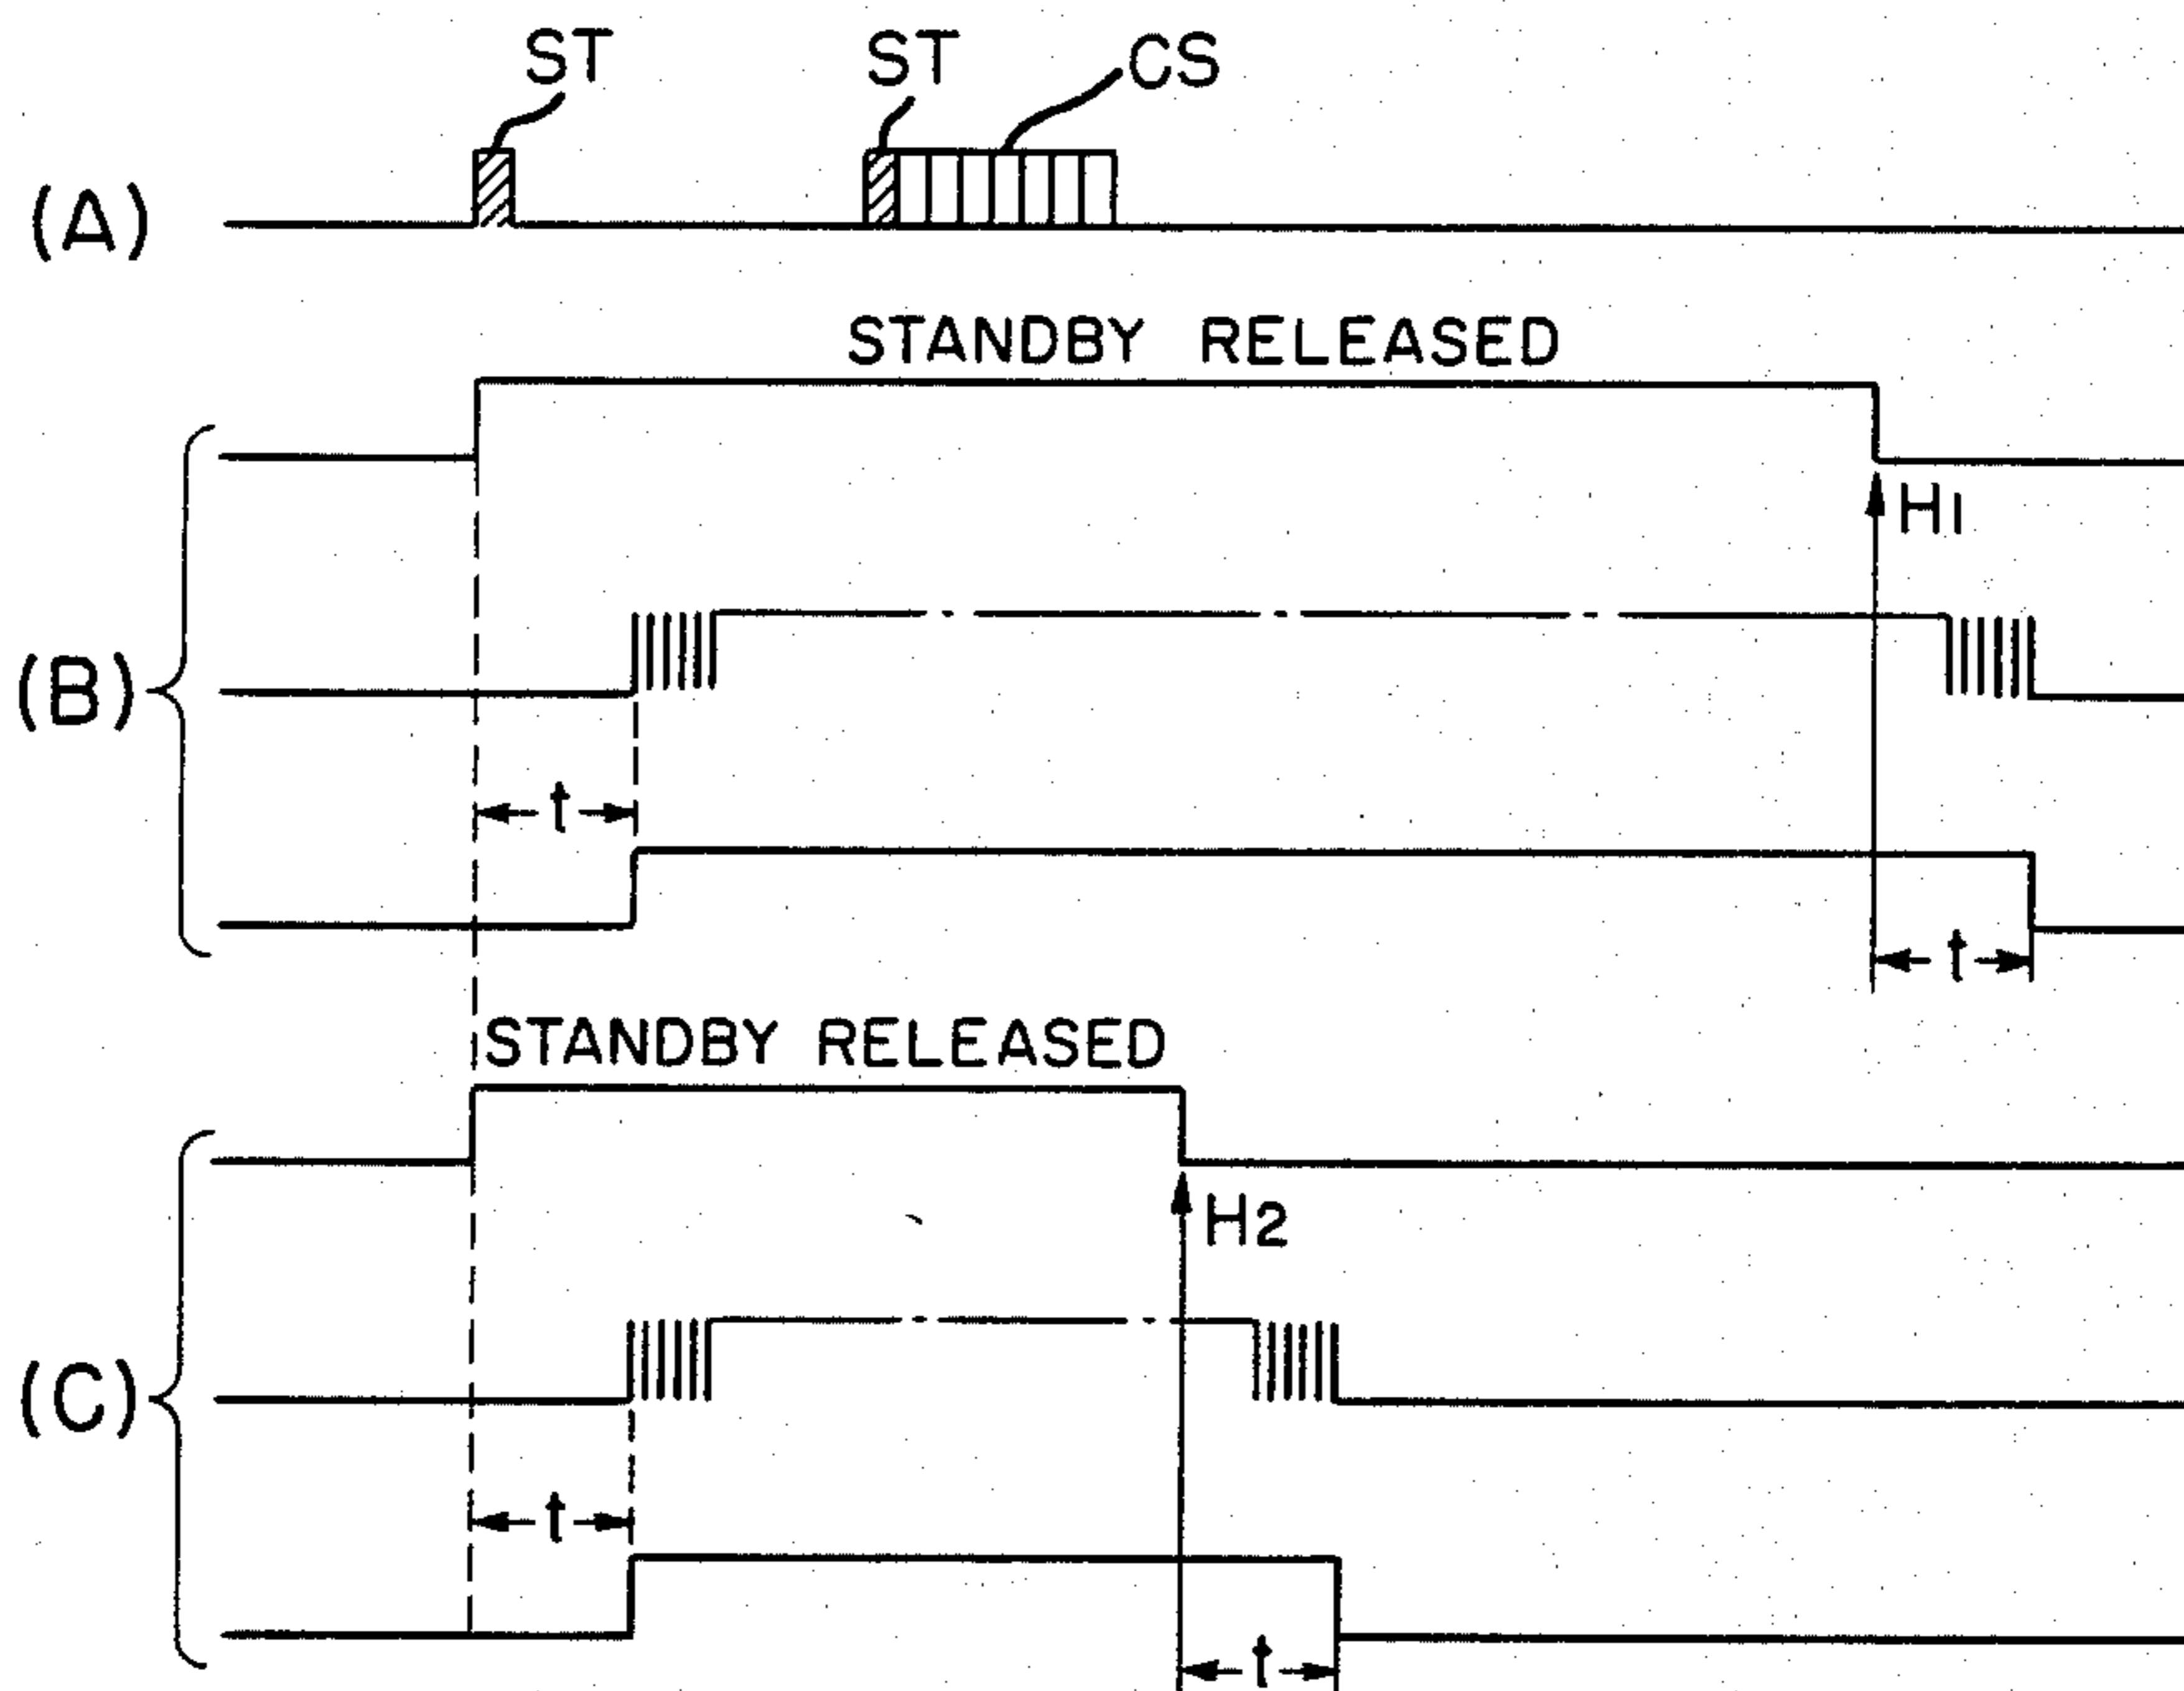 ST ST CS
(A)
STANDBY RELEASED
H1
(B)
t
t
STANDBY RELEASED
H2
(C)
t
t